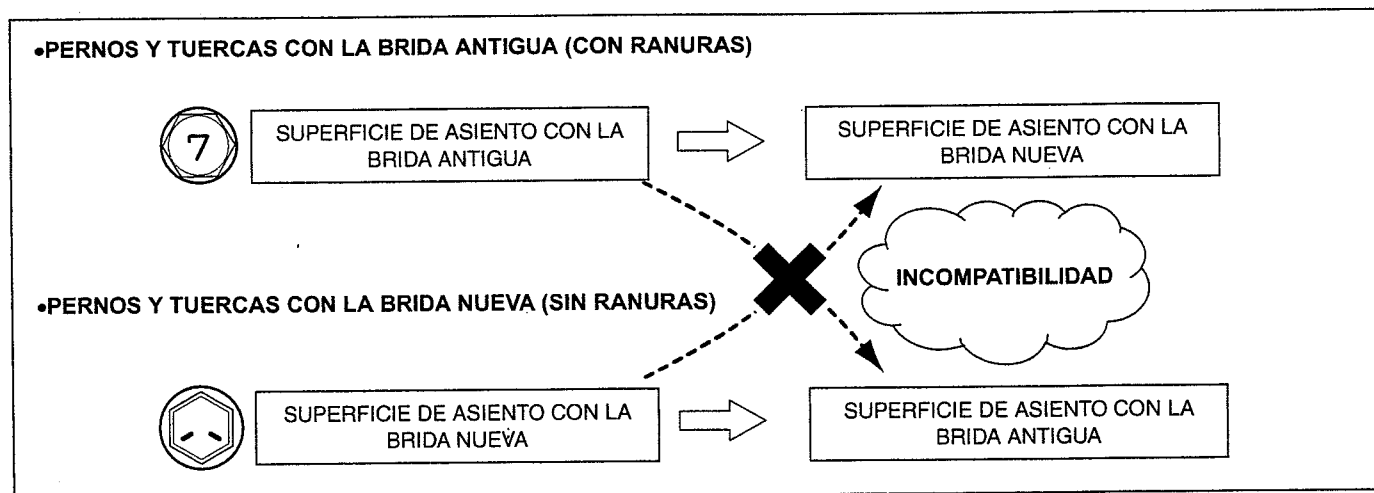 •PERNOS Y TUERCAS CON LA BRIDA ANTIGUA (CON RANURAS)
7
SUPERFICIE DE ASIENTO CON LA
BRIDA ANTIGUA
SUPERFICIE DE ASIENTO CON LA
BRIDA NUEVA
INCOMPATIBILIDAD
•PERNOS Y TUERCAS CON LA BRIDA NUEVA (SIN RANURAS)
SUPERFICIE DE ASIENTO CON LA
BRIDA NUEVA
SUPERFICIE DE ASIENTO CON LA
BRIDA ANTIGUA